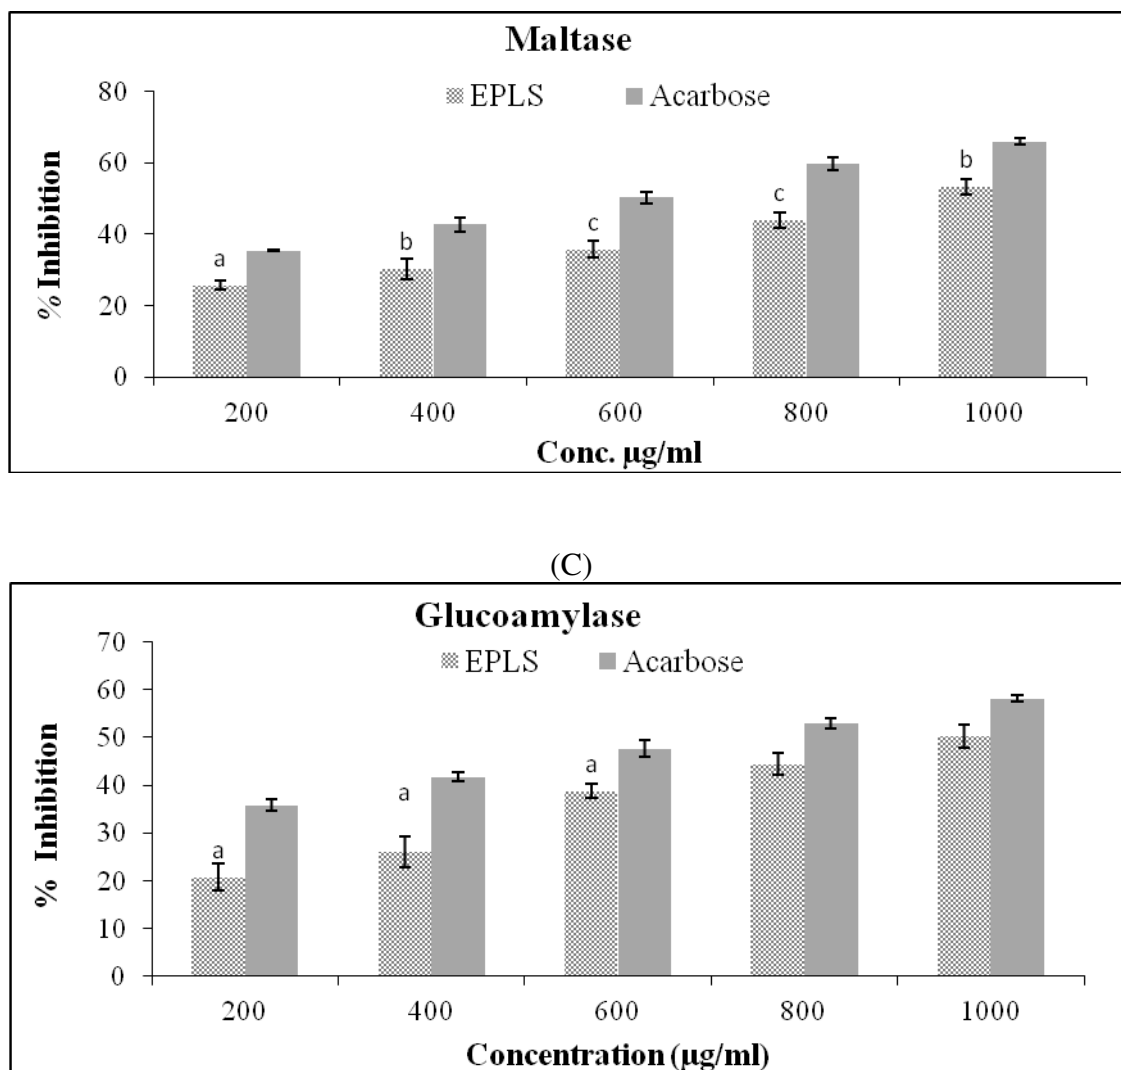 Maltase
EPLS Acarbose
80
60
40
20
0
% Inhibition
a b c c b
200 400 600 800 1000
Conc. µg/ml
(C)
Glucoamylase
EPLS Acarbose
70
60
50
40
30
20
10
0
% Inhibition
a a a
200 400 600 800 1000
Concentration (µg/ml)